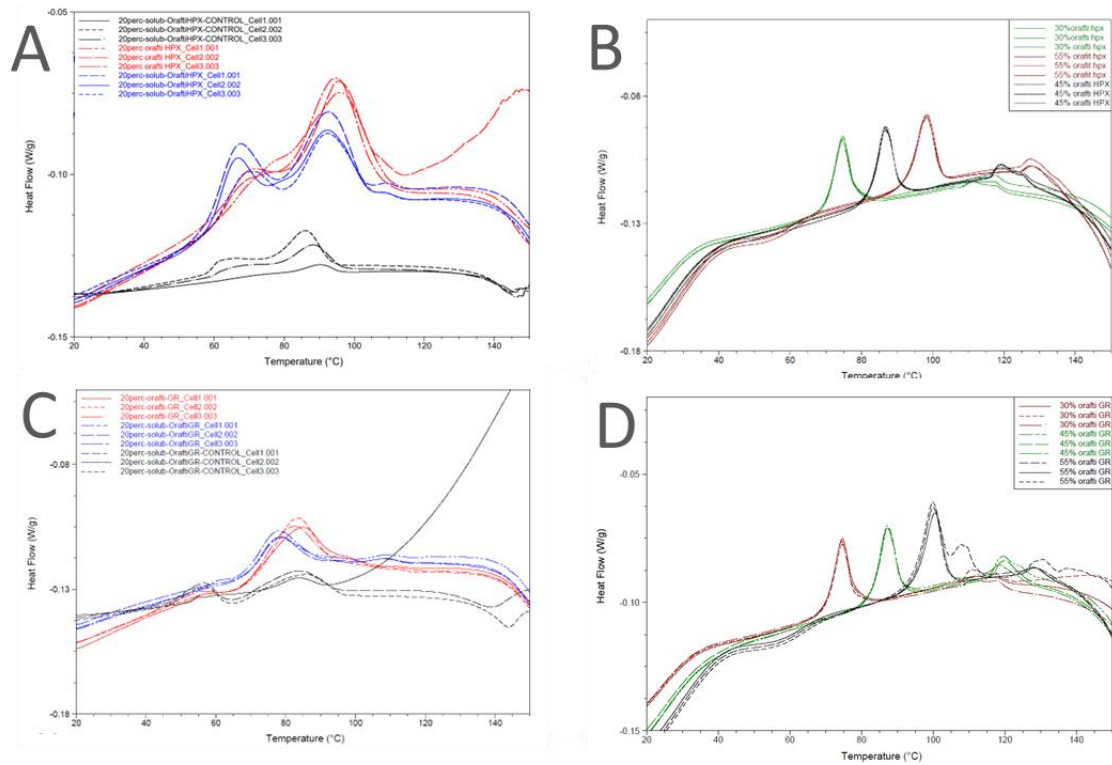 A
20perc-solub-OraftiHPX-CONTROL_Cell1.001
20perc-solub-OraftiHPX-CONTROL_Cell2.002
20perc-solub-OraftiHPX-CONTROL_Cell3.003
20perc orafti HPX_Cell1.001
20perc orafti HPX_Cell2.002
20perc orafti HPX_Cell3.003
20perc-solub-OraftiHPX_Cell1.001
20perc-solub-OraftiHPX_Cell2.002
20perc-solub-OraftiHPX_Cell3.003
-0.05
-0.10
-0.15
Heat Flow (W/g)
20 40 60 80 100 120 140
Temperature (°C)
B
30%orafti hpx
30%orafti hpx
30%orafti hpx
55% orafit hpx
55% orafit hpx
55% orafit hpx
45% orafti HPX
45% orafti HPX
45% orafti HPX
-0.08
-0.13
-0.18
Heat Flow (W/g)
20 40 60 80 100 120 140
Temperature (°C)
C
20perc-orafti-GR_Cell1.001
20perc-orafti-GR_Cell2.002
20perc-orafti-GR_Cell3.003
20perc-solub-OraftiGR_Cell1.001
20perc-solub-OraftiGR_Cell2.002
20perc-solub-OraftiGR_Cell3.003
20perc-solub-OraftiGR-CONTROL_Cell1.001
20perc-solub-OraftiGR-CONTROL_Cell2.002
20perc-solub-OraftiGR-CONTROL_Cell3.003
-0.08
-0.13
-0.18
Heat Flow (W/g)
20 40 60 80 100 120 140
Temperature (°C)
D
30% orafti GR
30% orafti GR
30% orafti GR
45% orafti GR
45% orafti GR
45% orafti GR
55% orafti GR
55% orafti GR
55% orafti GR
-0.05
-0.10
-0.15
Heat Flow (W/g)
20 40 60 80 100 120 140
Temperature (°C)